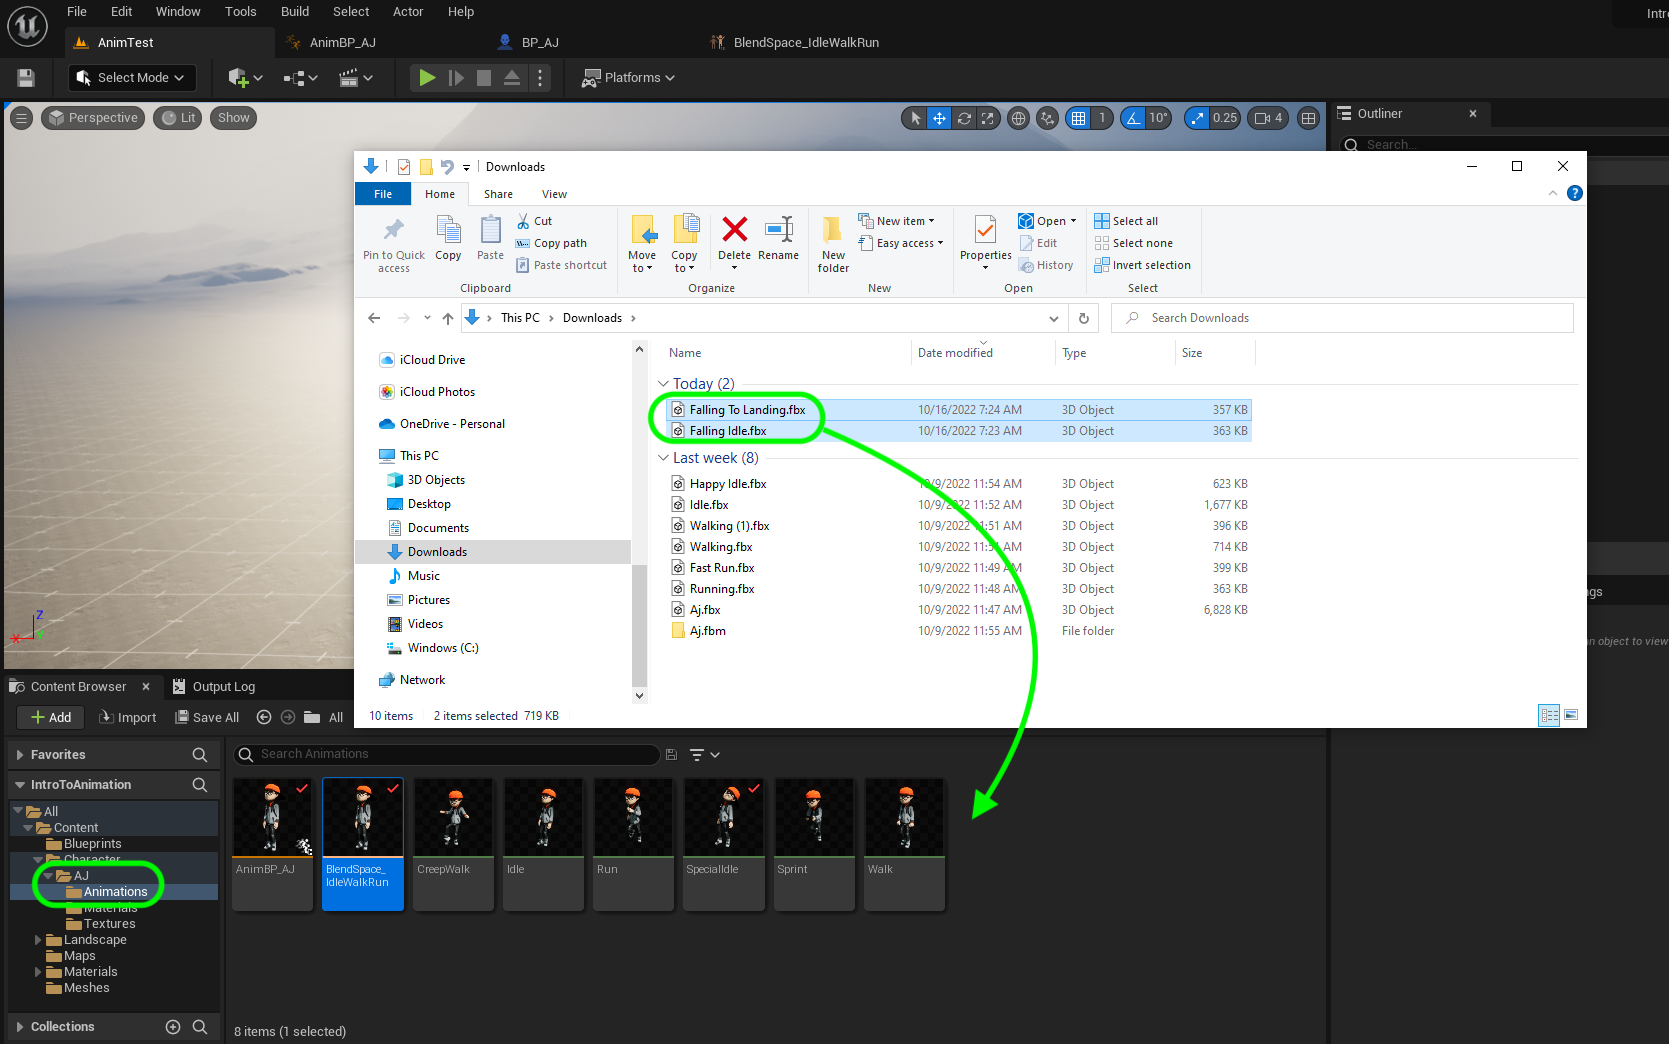 File Edit Window Tools Build Select Actor Help
Intr
AnimTest AnimBP_AJ BP_AJ BlendSpace_IdleWalkRun
Select Mode Platforms
Perspective Lit Show 1 10° 0.25 4
Outliner
Search...
Downloads
File Home Share View
Pin to Quick access
Copy
Paste
Cut
Copy path
Paste shortcut
Clipboard
Move to
Copy to
Delete
Rename
Organize
New folder
New item
Easy access
New
Properties
Open
Edit
History
Open
Select all
Select none
Invert selection
Select
This PC Downloads
Search Downloads
iCloud Drive
iCloud Photos
OneDrive - Personal
This PC
3D Objects
Desktop
Documents
Downloads
Music
Pictures
Videos
Windows (C:)
Network
Name Date modified Type Size
Today (2)
Falling To Landing.fbx 10/16/2022 7:24 AM 3D Object 357 KB
Falling Idle.fbx 10/16/2022 7:23 AM 3D Object 363 KB
Last week (8)
Happy Idle.fbx 10/9/2022 11:54 AM 3D Object 623 KB
Idle.fbx 10/9/2022 11:52 AM 3D Object 1,677 KB
Walking (1).fbx 10/9/2022 11:51 AM 3D Object 396 KB
Walking.fbx 10/9/2022 11:51 AM 3D Object 714 KB
Fast Run.fbx 10/9/2022 11:49 AM 3D Object 399 KB
Running.fbx 10/9/2022 11:48 AM 3D Object 363 KB
Aj.fbx 10/9/2022 11:47 AM 3D Object 6,828 KB
Aj.fbm 10/9/2022 11:55 AM File folder
10 items 2 items selected 719 KB
gs
n object to view
Z
X
Content Browser Output Log
Add Import Save All All
Favorites
IntroToAnimation
All
Content
Blueprints
Character
AJ
Animations
Materials
Textures
Landscape
Maps
Materials
Meshes
Collections
Search Animations
AnimBP_AJ
BlendSpace_
IdleWalkRun
CreepWalk
Idle
Run
SpecialIdle
Sprint
Walk
8 items (1 selected)